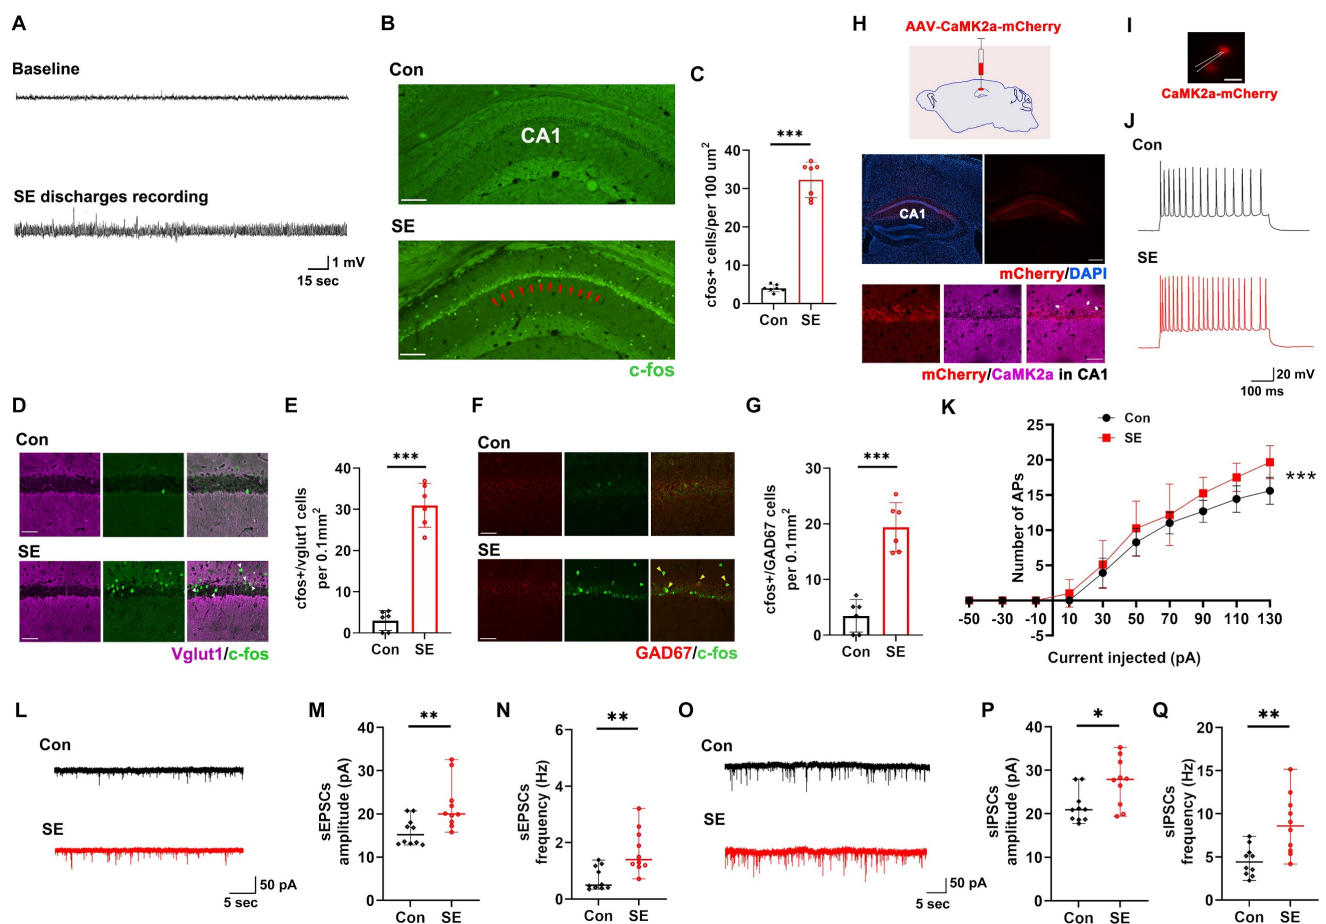 A
Baseline
SE discharges recording
1 mV
15 sec
B
Con
CA1
SE
c-fos
C
cfos+ cells/per 100 um²
***
40
30
20
10
0
Con SE
H
AAV-CaMK2a-mCherry
CA1
mCherry/DAPI
mCherry/CaMK2a in CA1
I
CaMK2a-mCherry
J
Con
SE
20 mV
100 ms
D
Con
SE
Vglut1/c-fos
E
cfos+/vglut1 cells
per 0.1mm²
***
40
30
20
10
0
Con SE
F
Con
SE
GAD67/c-fos
G
cfos+/GAD67 cells
per 0.1mm²
***
30
20
10
0
Con SE
K
Con
SE
Number of APs
25
20
15
10
5
-5
-50 -30 -10 10 30 50 70 90 110 130
***
Current injected (pA)
L
Con
SE
50 pA
5 sec
M
sEPSCs
amplitude (pA)
**
40
30
20
10
0
Con SE
N
sEPSCs
frequency (Hz)
**
6
4
2
0
Con SE
O
Con
SE
50 pA
5 sec
P
sIPSCs
amplitude (pA)
*
40
30
20
10
0
Con SE
Q
sIPSCs
frequency (Hz)
**
20
15
10
5
0
Con SE